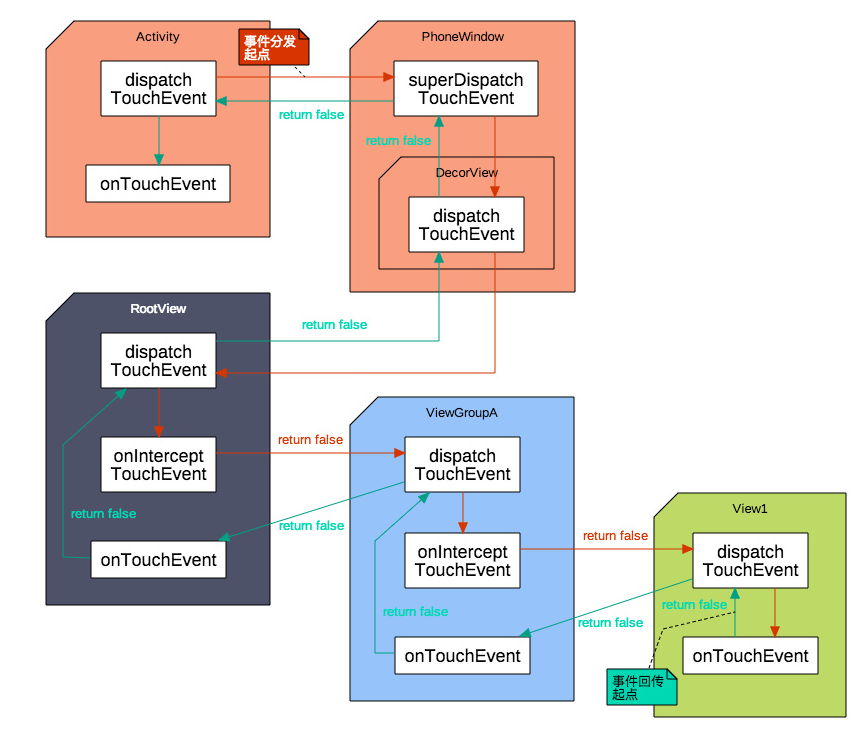 Activity
事件分发
起点
PhoneWindow
dispatch
TouchEvent
superDispatch
TouchEvent
return false
return false
onTouchEvent
DecorView
dispatch
TouchEvent
RootView
return false
dispatch
TouchEvent
ViewGroupA
onIntercept
TouchEvent
return false
dispatch
TouchEvent
return false
return false
onTouchEvent
onIntercept
TouchEvent
return false
View1
dispatch
TouchEvent
return false
return false
return false
onTouchEvent
onTouchEvent
事件回传
起点